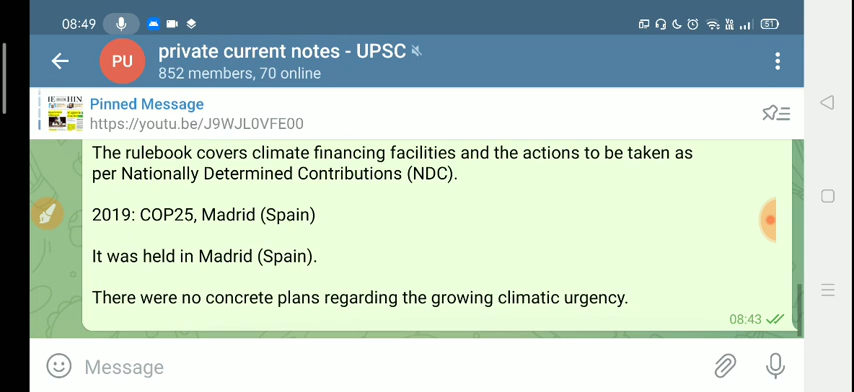 08:49
51
PU
private current notes - UPSC
852 members, 70 online
Pinned Message
https://youtu.be/J9WJL0VFE00
The rulebook covers climate financing facilities and the actions to be taken as
per Nationally Determined Contributions (NDC).
2019: COP25, Madrid (Spain)
It was held in Madrid (Spain).
There were no concrete plans regarding the growing climatic urgency.
08:43
Message